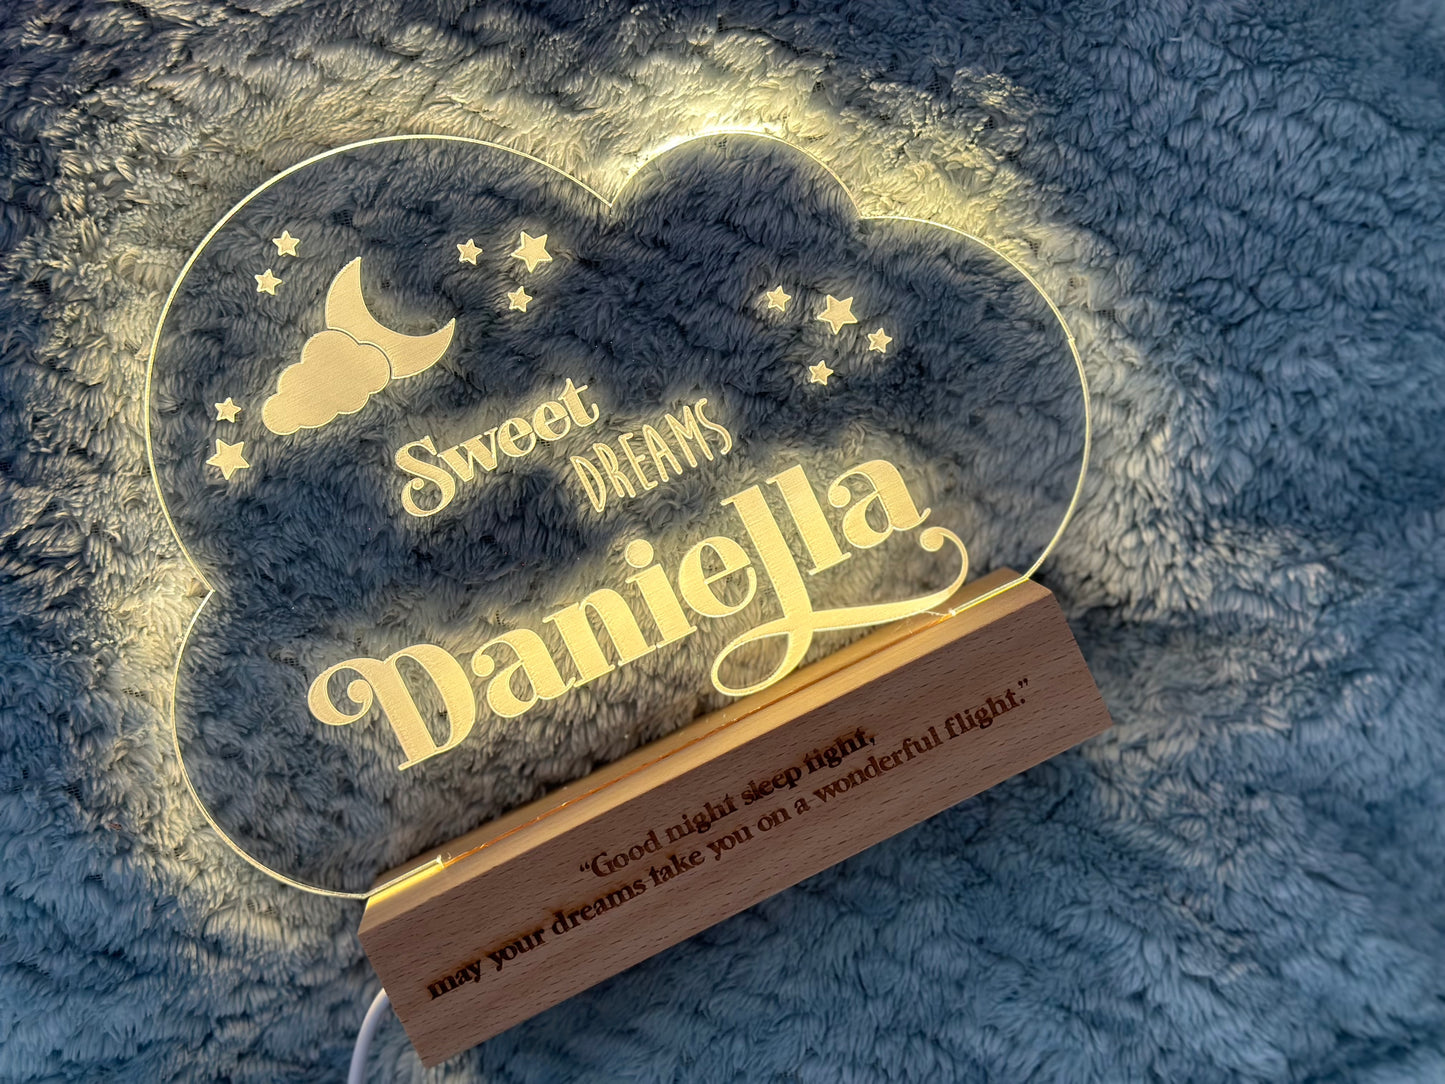 Sweet
DREAMS
Daniella
“Good night sleep tight,
may your dreams take you on a wonderful flight.”